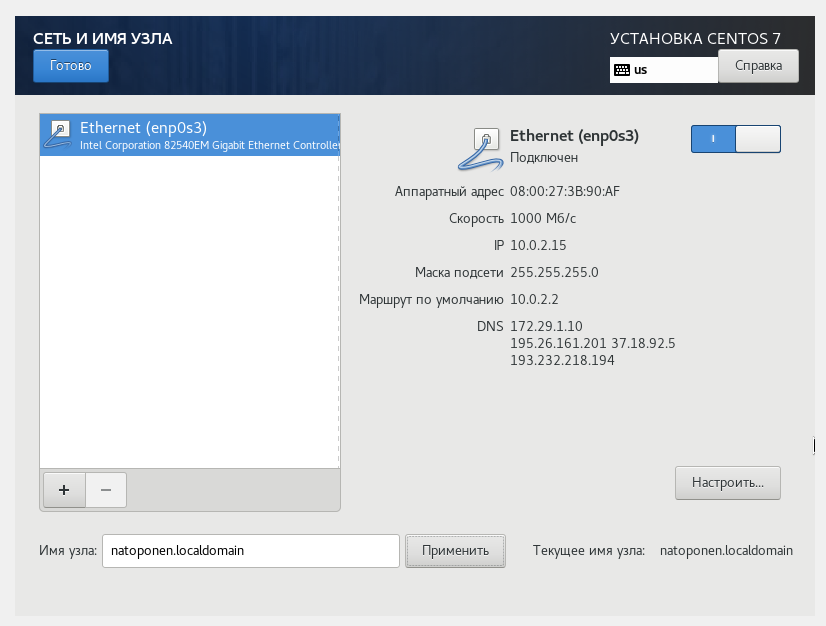 СЕТЬ И ИМЯ УЗЛА
УСТАНОВКА CENTOS 7
Готово
us
Справка
Ethernet (enp0s3)
Intel Corporation 82540EM Gigabit Ethernet Controller
Ethernet (enp0s3)
Подключен
Аппаратный адрес 08:00:27:3B:90:AF
Скорость 1000 Мб/с
IP 10.0.2.15
Маска подсети 255.255.255.0
Маршрут по умолчанию 10.0.2.2
DNS 172.29.1.10
195.26.161.201 37.18.92.5
193.232.218.194
+ −
Настроить...
Имя узла: natoponen.localdomain Применить Текущее имя узла: natoponen.localdomain